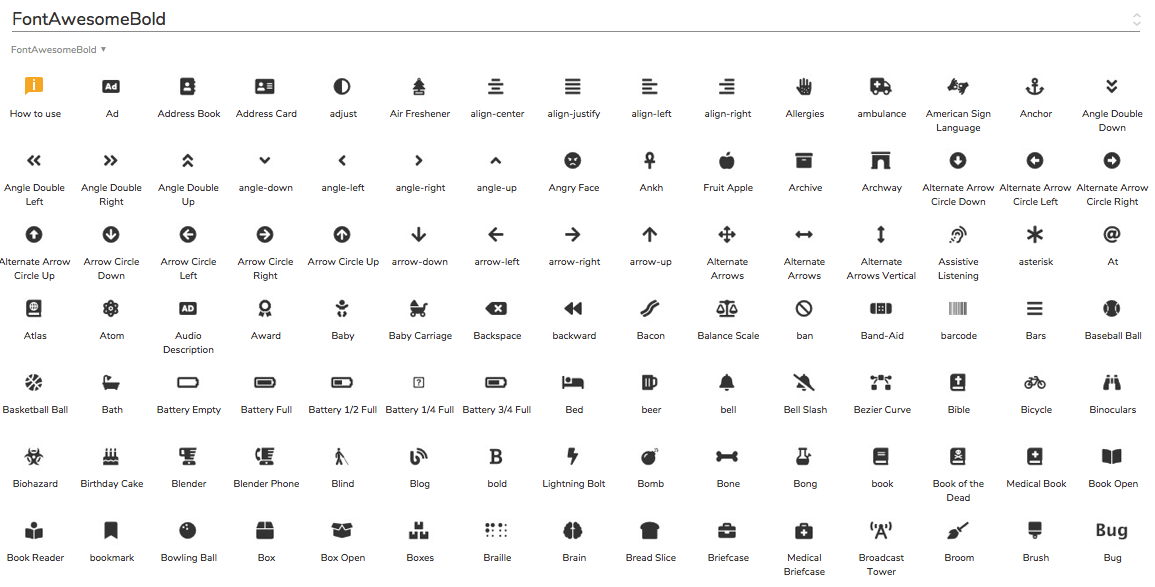 FontAwesomeBold
FontAwesomeBold ▼
i Ad AD
How to use Ad Address Book Address Card adjust Air Freshener align-center align-justify align-left align-right Allergies ambulance American Sign Anchor Angle Double
Language Down
Angle Double Angle Double Angle Double angle-down angle-left angle-right angle-up Angry Face Ankh Fruit Apple Archive Archway Alternate Arrow Alternate Arrow Alternate Arrow
Left Right Up Circle Down Circle Left Circle Right
@
Alternate Arrow Arrow Circle Arrow Circle Arrow Circle Arrow Circle Up arrow-down arrow-left arrow-right arrow-up Alternate Alternate Alternate Assistive asterisk At
Circle Up Down Left Right Arrows Arrows Arrows Vertical Listening
AD
Atlas Atom Audio Award Baby Baby Carriage Backspace backward Bacon Balance Scale ban Band-Aid barcode Bars Baseball Ball
Description
?
Basketball Ball Bath Battery Empty Battery Full Battery 1/2 Full Battery 1/4 Full Battery 3/4 Full Bed beer bell Bell Slash Bezier Curve Bible Bicycle Binoculars
B
Biohazard Birthday Cake Blender Blender Phone Blind Blog bold Lightning Bolt Bomb Bone Bong book Book of the Medical Book Book Open
Dead
Bug
Book Reader bookmark Bowling Ball Box Box Open Boxes Braille Brain Bread Slice Briefcase Medical Broadcast Broom Brush Bug
Briefcase Tower